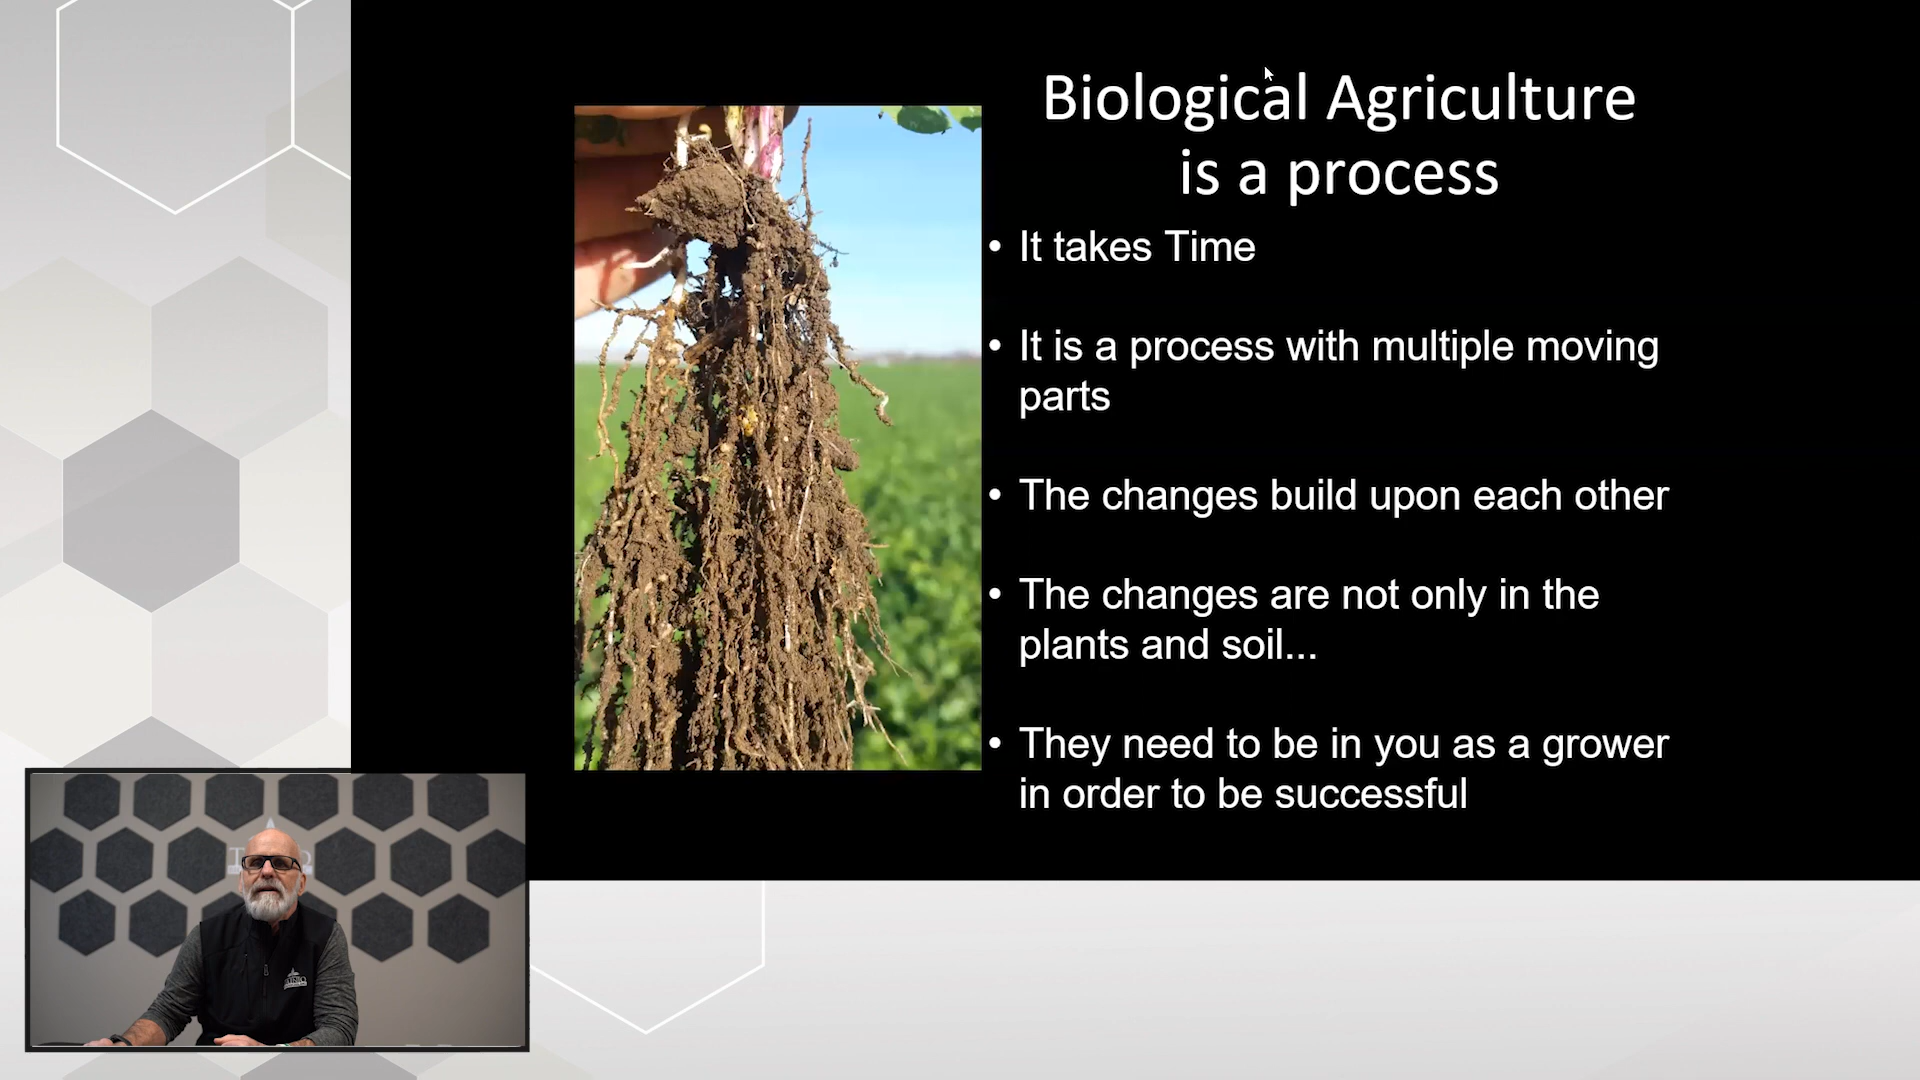 Biological Agriculture
is a process
• It takes Time
• It is a process with multiple moving
parts
• The changes build upon each other
• The changes are not only in the
plants and soil...
• They need to be in you as a grower
in order to be successful